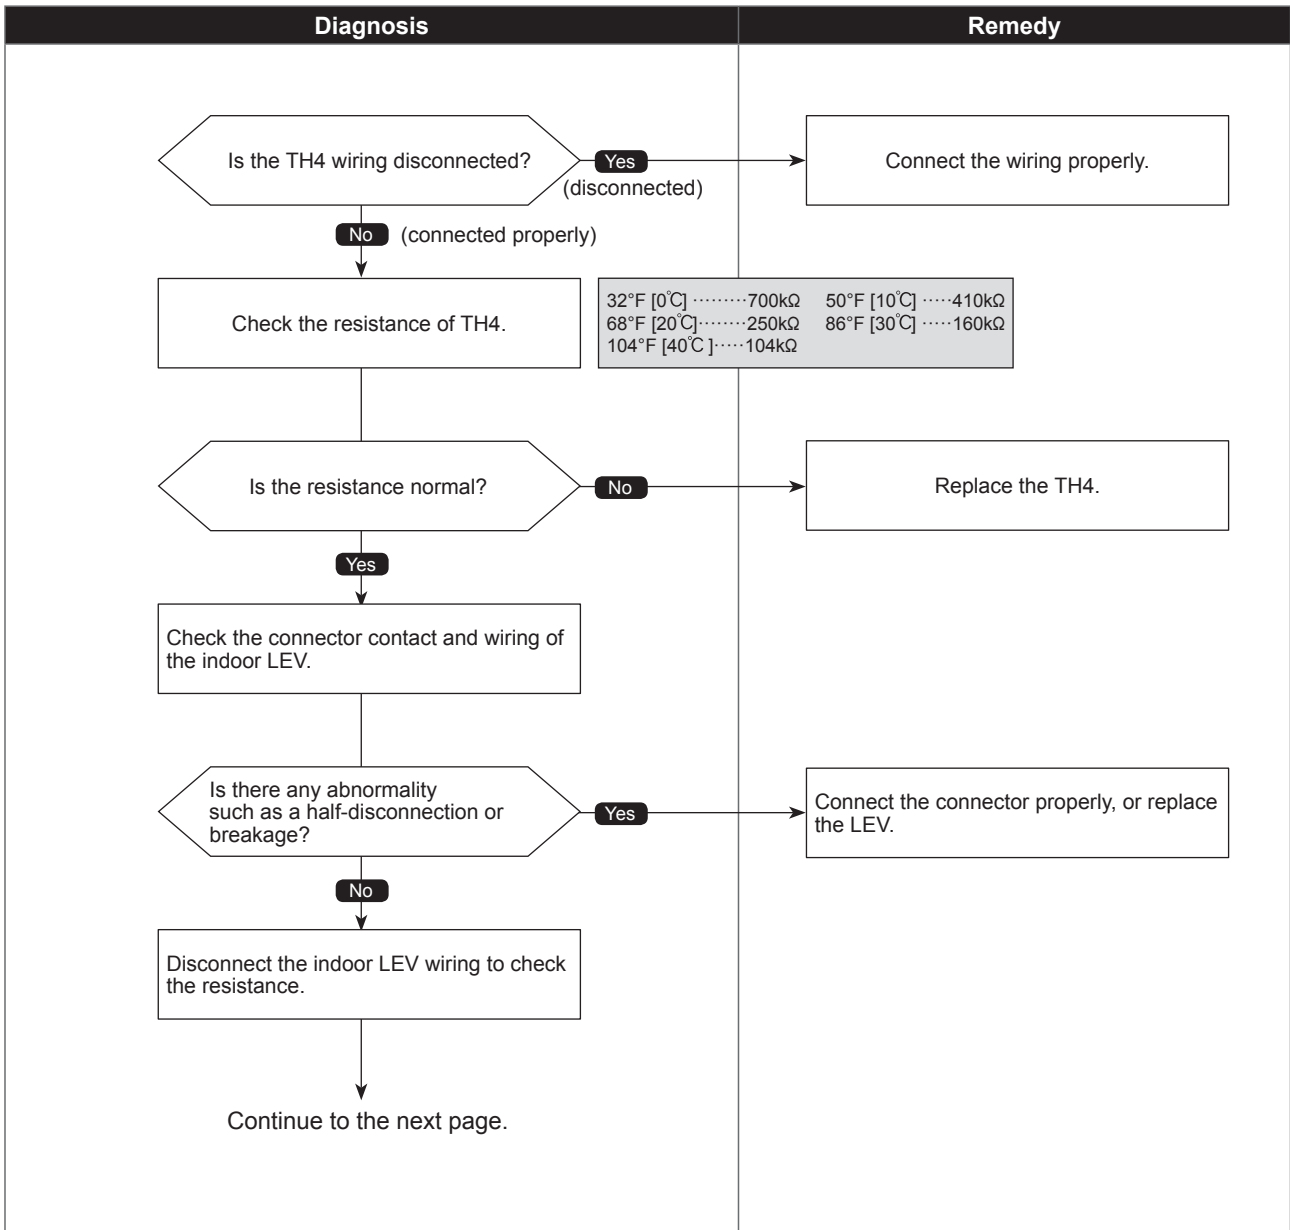 Diagnosis
Remedy
Is the TH4 wiring disconnected?
Yes
(disconnected)
Connect the wiring properly.
No (connected properly)
Check the resistance of TH4.
32°F [0℃] ·········700kΩ 50°F [10℃] ·····410kΩ
68°F [20℃]········250kΩ 86°F [30℃] ·····160kΩ
104°F [40℃ ]·····104kΩ
Is the resistance normal?
No
Replace the TH4.
Yes
Check the connector contact and wiring of
the indoor LEV.
Is there any abnormality
such as a half-disconnection or
breakage?
Yes
Connect the connector properly, or replace
the LEV.
No
Disconnect the indoor LEV wiring to check
the resistance.
Continue to the next page.